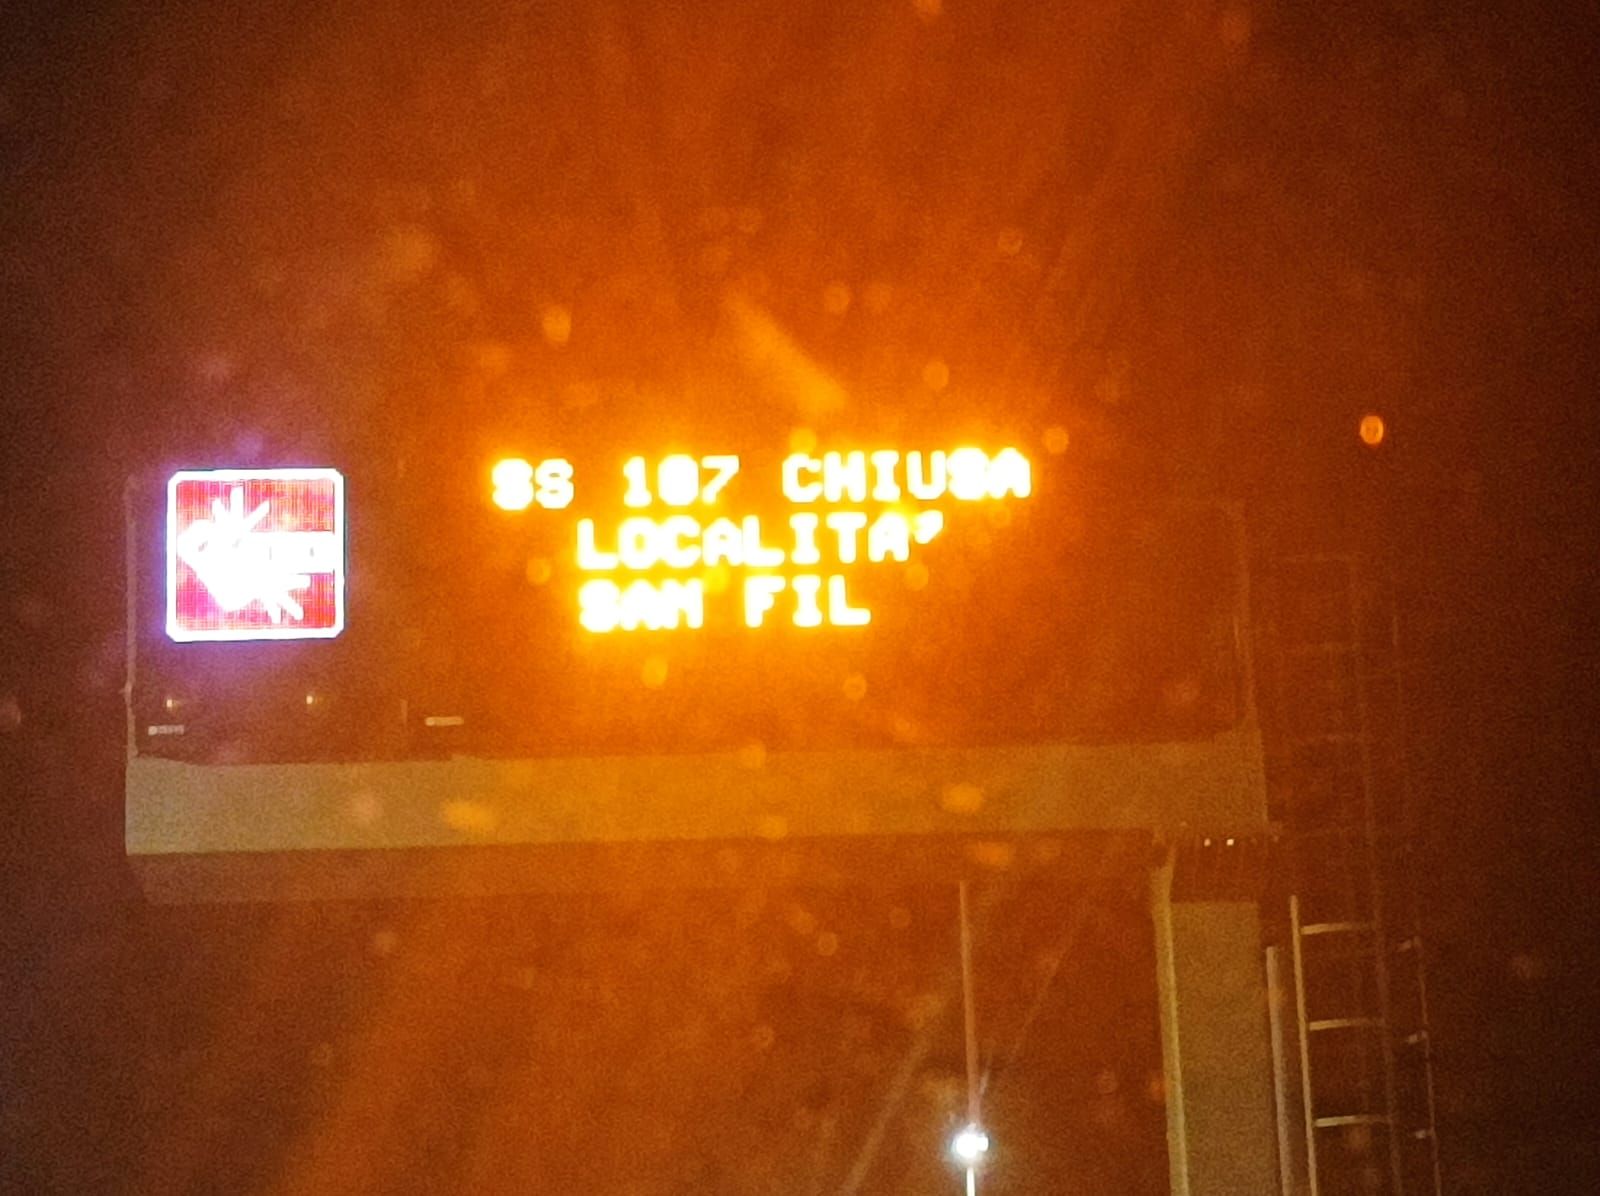 SS 107 CHIUSA
LOCALITA'
SAN FIL